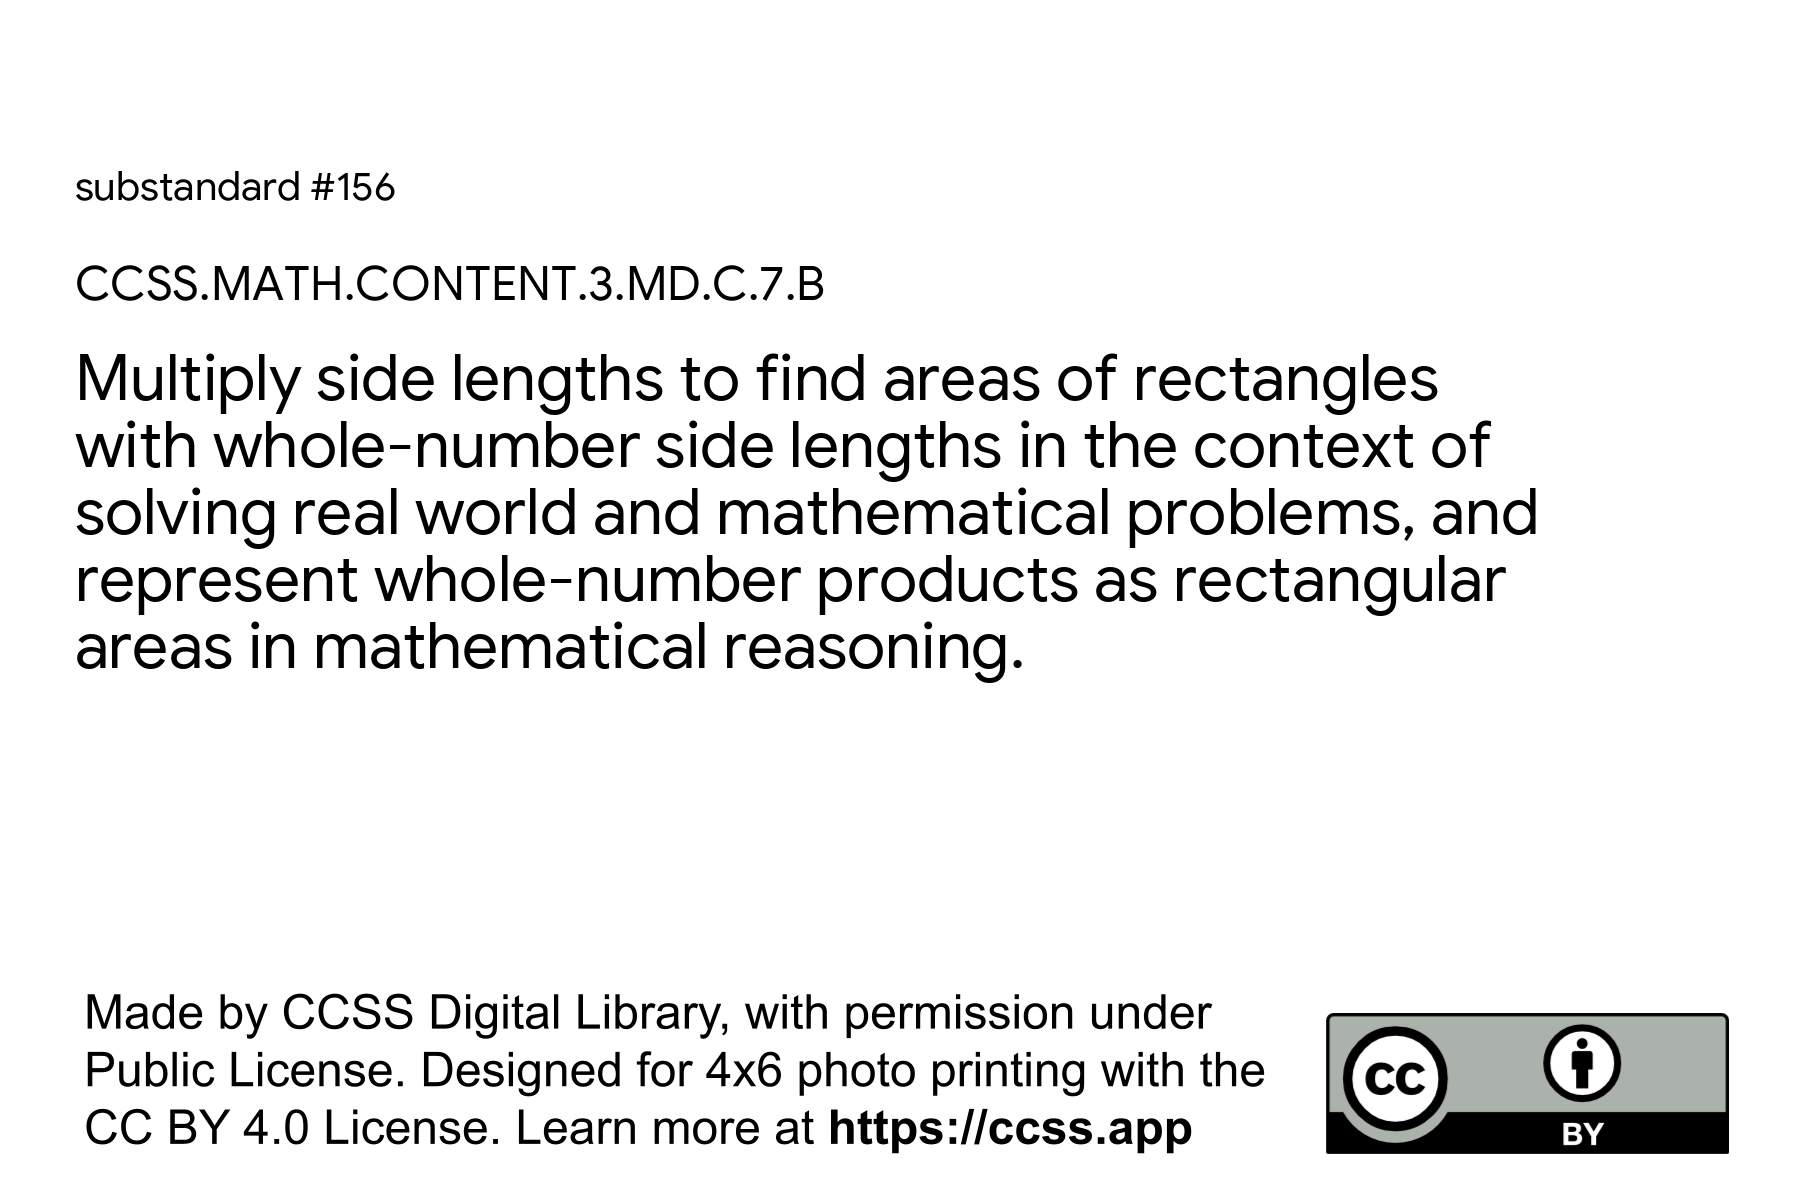 substandard #156
CCSS.MATH.CONTENT.3.MD.C.7.B
Multiply side lengths to find areas of rectangles
with whole-number side lengths in the context of
solving real world and mathematical problems, and
represent whole-number products as rectangular
areas in mathematical reasoning.
Made by CCSS Digital Library, with permission under
Public License. Designed for 4x6 photo printing with the
CC BY 4.0 License. Learn more at https://ccss.app
CC
BY